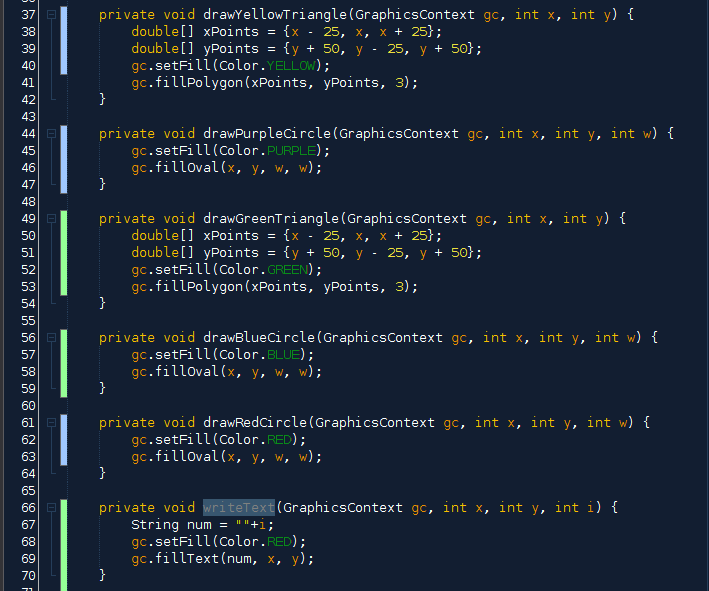 37 private void drawYellowTriangle(GraphicsContext gc, int x, int y) {
38 double[] xPoints = {x - 25, x, x + 25};
39 double[] yPoints = {y + 50, y - 25, y + 50};
40 gc.setFill(Color.YELLOW);
41 gc.fillPolygon(xPoints, yPoints, 3);
42 }
43
44 private void drawPurpleCircle(GraphicsContext gc, int x, int y, int w) {
45 gc.setFill(Color.PURPLE);
46 gc.fillOval(x, y, w, w);
47 }
48
49 private void drawGreenTriangle(GraphicsContext gc, int x, int y) {
50 double[] xPoints = {x - 25, x, x + 25};
51 double[] yPoints = {y + 50, y - 25, y + 50};
52 gc.setFill(Color.GREEN);
53 gc.fillPolygon(xPoints, yPoints, 3);
54 }
55
56 private void drawBlueCircle(GraphicsContext gc, int x, int y, int w) {
57 gc.setFill(Color.BLUE);
58 gc.fillOval(x, y, w, w);
59 }
60
61 private void drawRedCircle(GraphicsContext gc, int x, int y, int w) {
62 gc.setFill(Color.RED);
63 gc.fillOval(x, y, w, w);
64 }
65
66 private void writeText(GraphicsContext gc, int x, int y, int i) {
67 String num = ""+i;
68 gc.setFill(Color.RED);
69 gc.fillText(num, x, y);
70 }